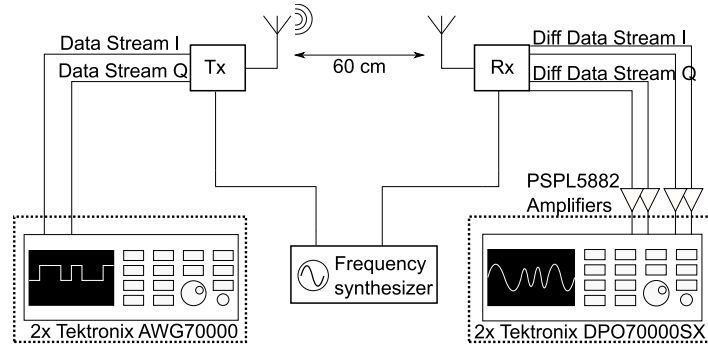 Data Stream I
Data Stream Q
Tx
60 cm
Rx
Diff Data Stream I
Diff Data Stream Q
PSPL5882
Amplifiers
Frequency
synthesizer
2x Tektronix AWG70000
2x Tektronix DPO70000SX